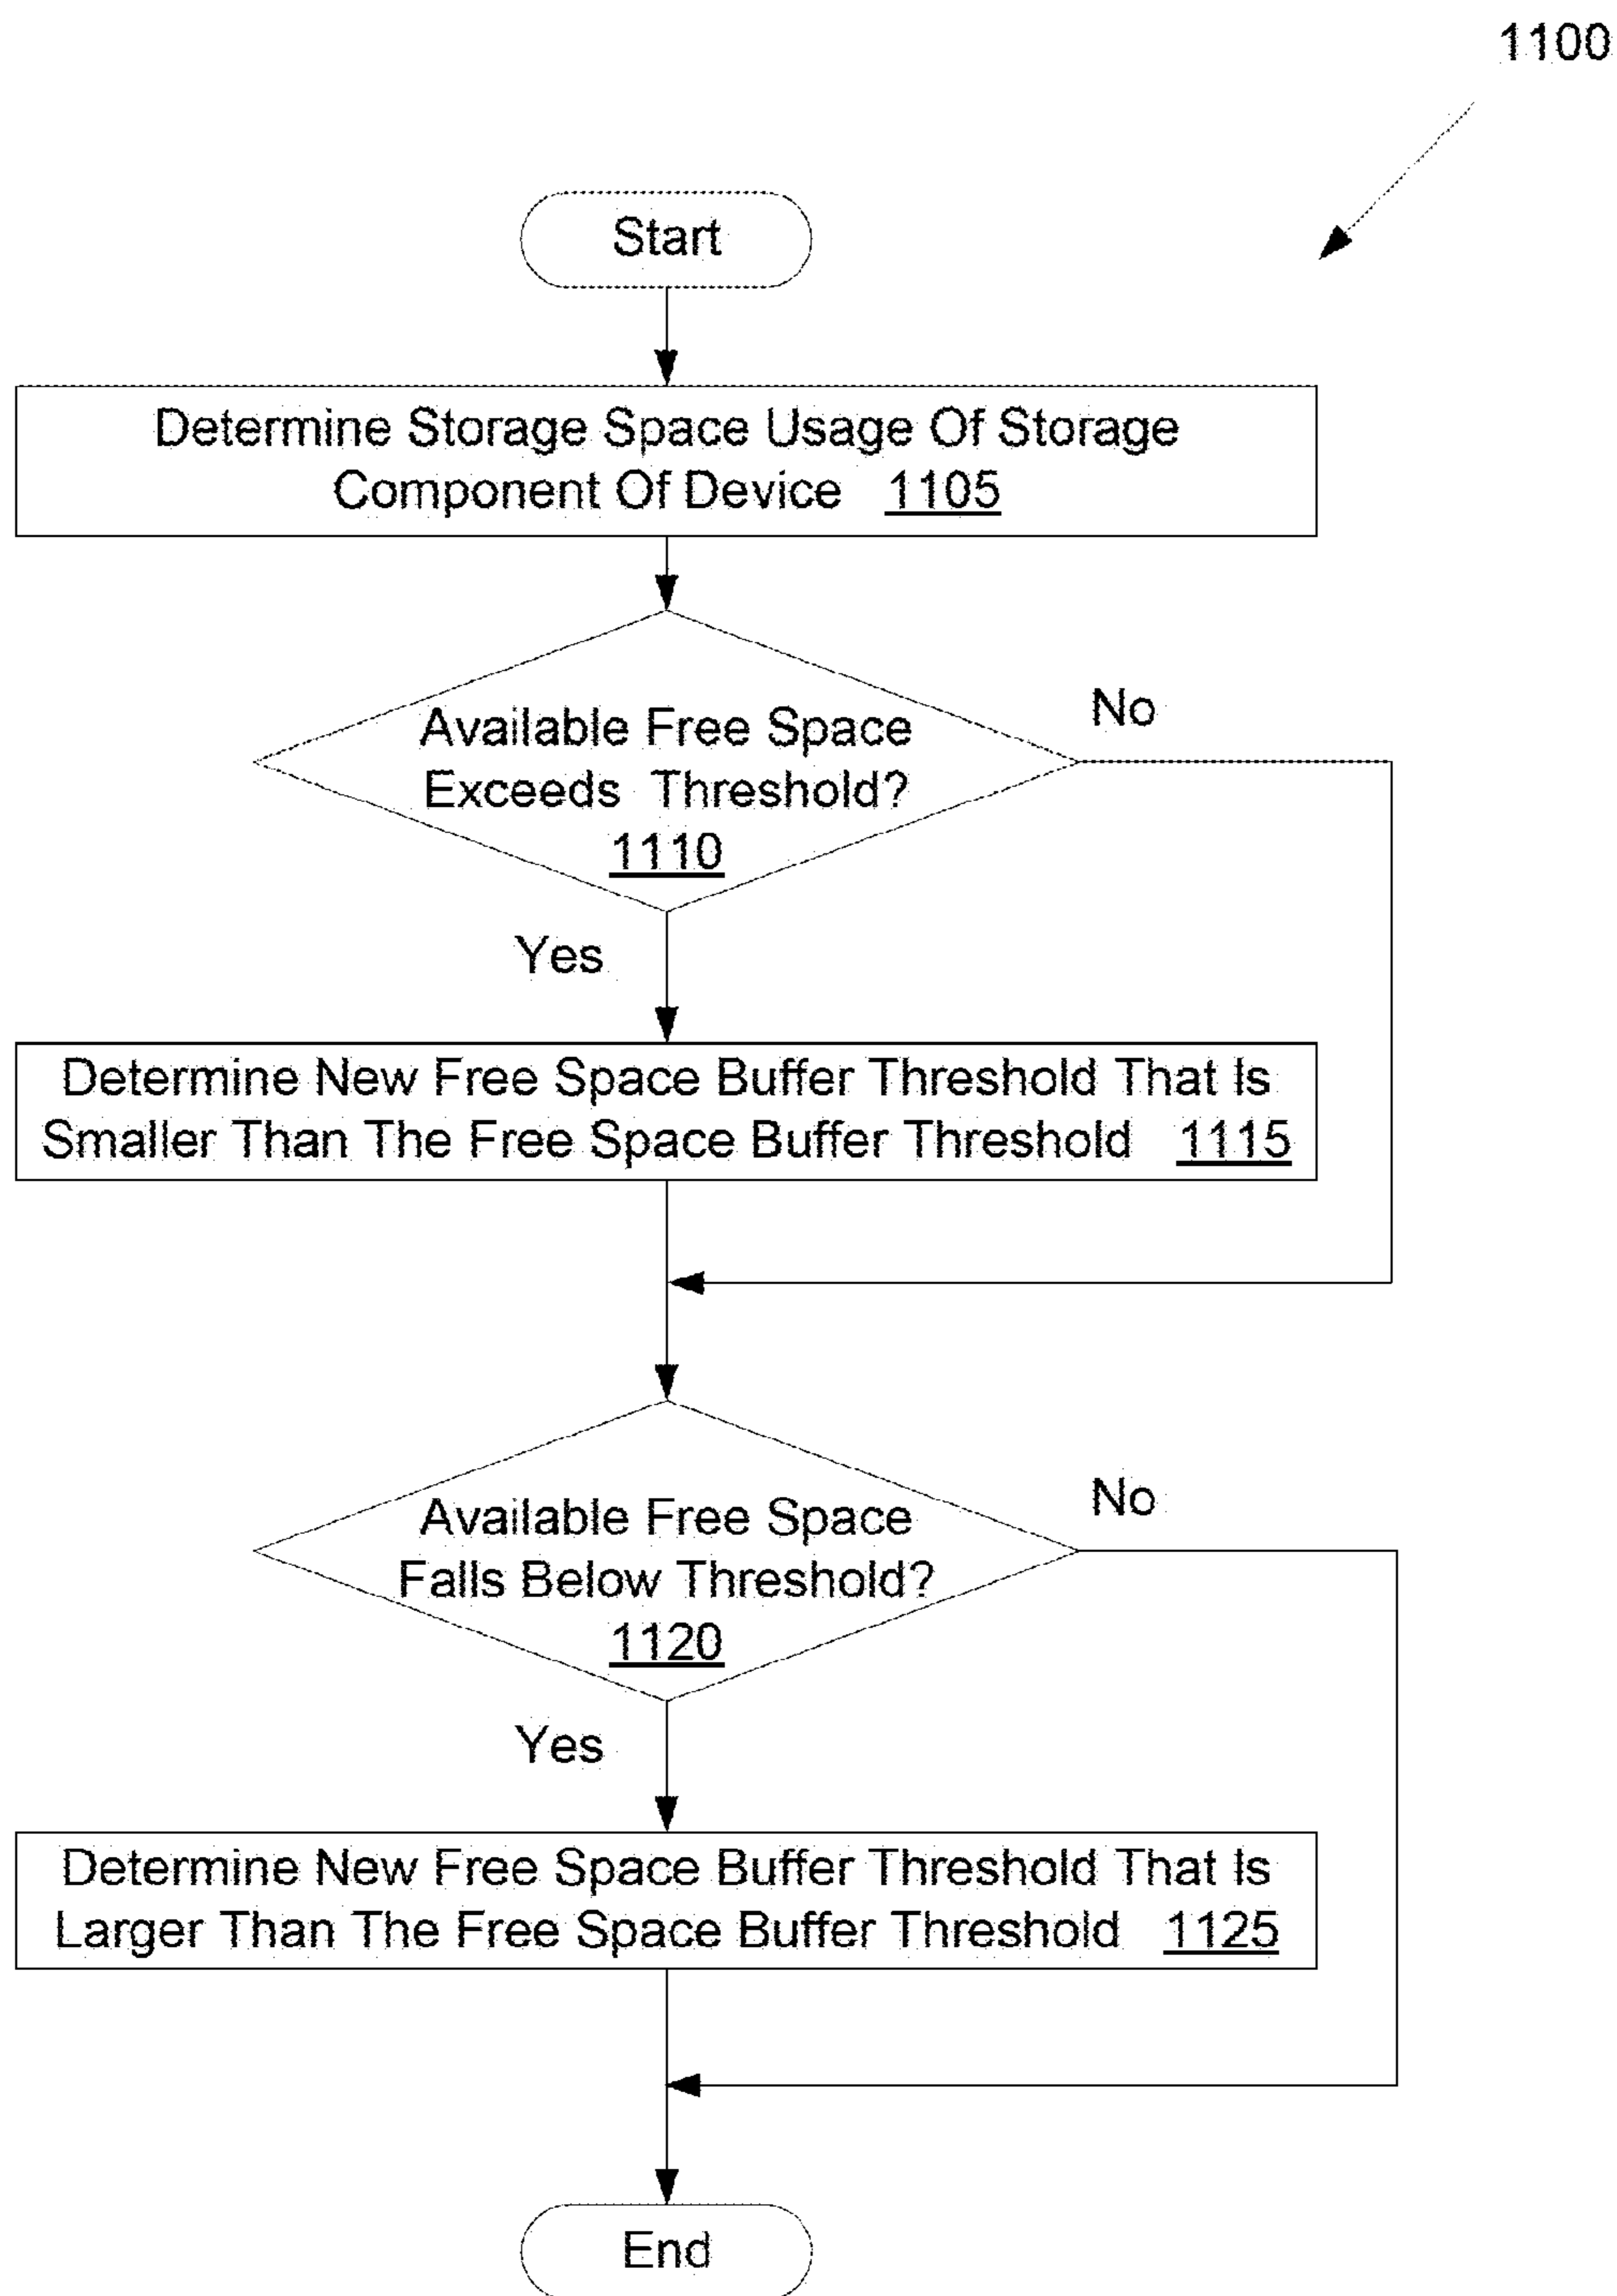 1100
Start
Determine Storage Space Usage Of Storage
Component Of Device 1105
Available Free Space
Exceeds Threshold?
1110
No
Yes
Determine New Free Space Buffer Threshold That Is
Smaller Than The Free Space Buffer Threshold 1115
Available Free Space
Falls Below Threshold?
1120
No
Yes
Determine New Free Space Buffer Threshold That Is
Larger Than The Free Space Buffer Threshold 1125
End